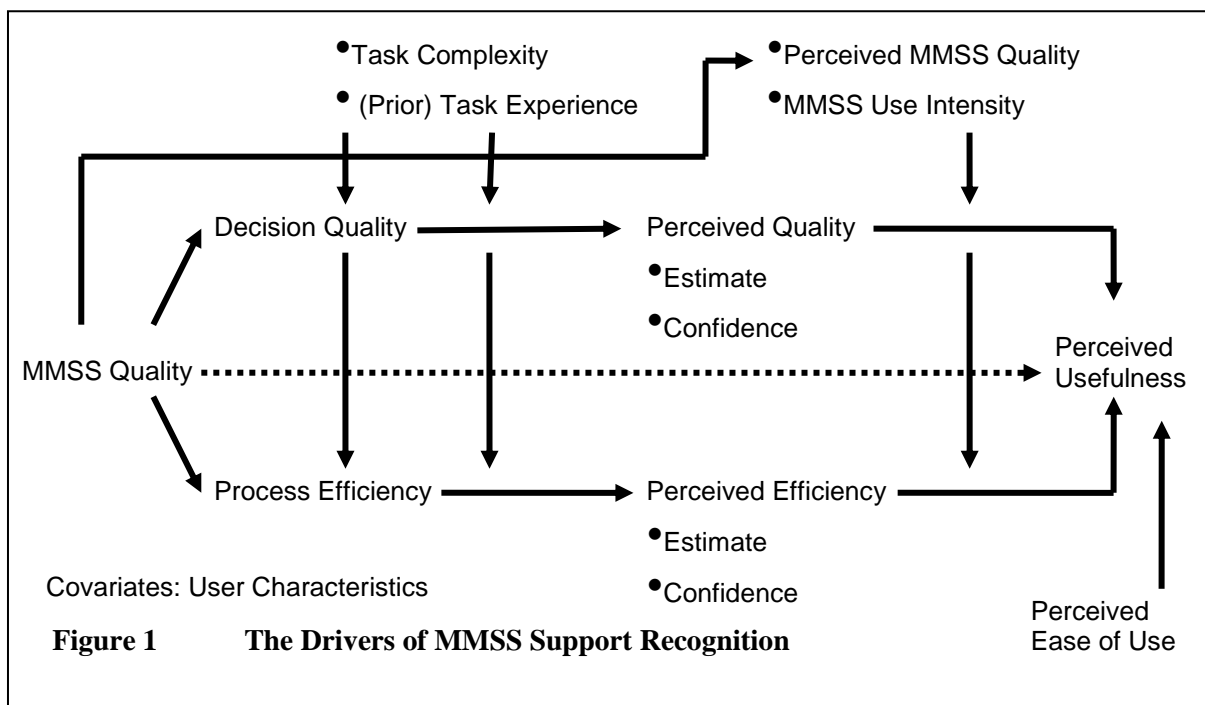 •Task Complexity
• (Prior) Task Experience
•Perceived MMSS Quality
•MMSS Use Intensity
Decision Quality
Perceived Quality
•Estimate
•Confidence
MMSS Quality
Perceived
Usefulness
Process Efficiency
Perceived Efficiency
•Estimate
•Confidence
Covariates: User Characteristics
Perceived
Ease of Use
Figure 1 The Drivers of MMSS Support Recognition